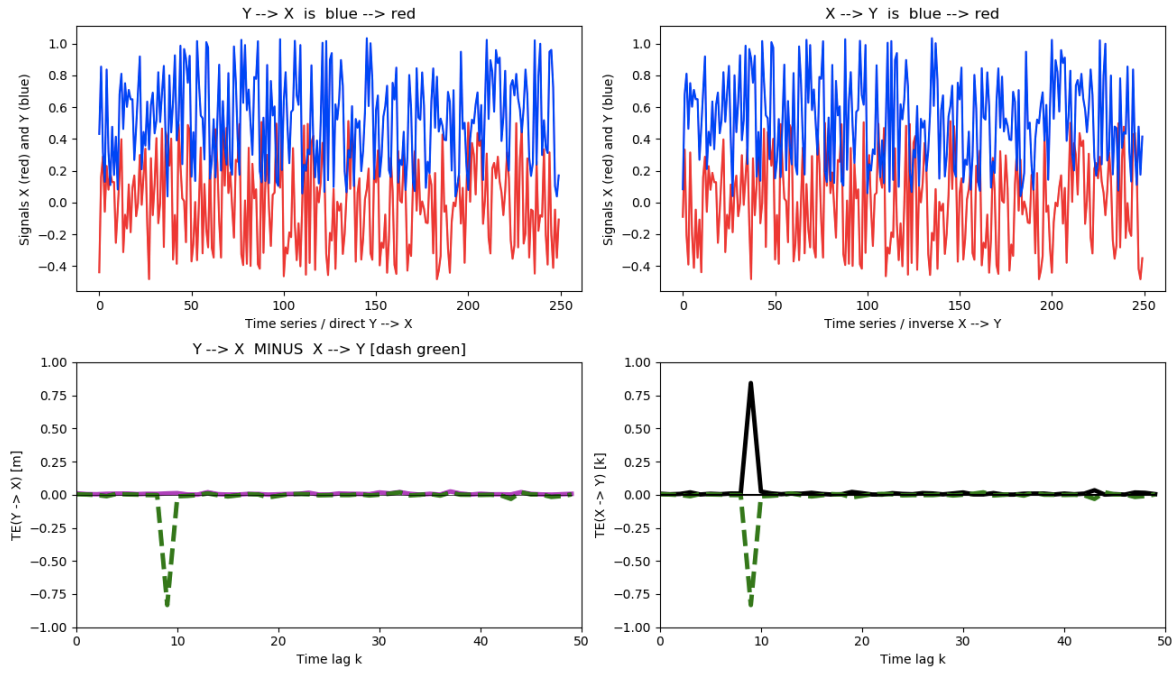 Y --> X  is  blue --> red
Signals X (red) and Y (blue)
1.0
0.8
0.6
0.4
0.2
0.0
−0.2
−0.4
0 50 100 150 200 250
Time series / direct Y --> X
X --> Y  is  blue --> red
Signals X (red) and Y (blue)
1.0
0.8
0.6
0.4
0.2
0.0
−0.2
−0.4
0 50 100 150 200 250
Time series / inverse X --> Y
Y --> X  MINUS  X --> Y [dash green]
TE(Y -> X) [m]
1.00
0.75
0.50
0.25
0.00
−0.25
−0.50
−0.75
−1.00
0 10 20 30 40 50
Time lag k
TE(X -> Y) [k]
1.00
0.75
0.50
0.25
0.00
−0.25
−0.50
−0.75
−1.00
0 10 20 30 40 50
Time lag k